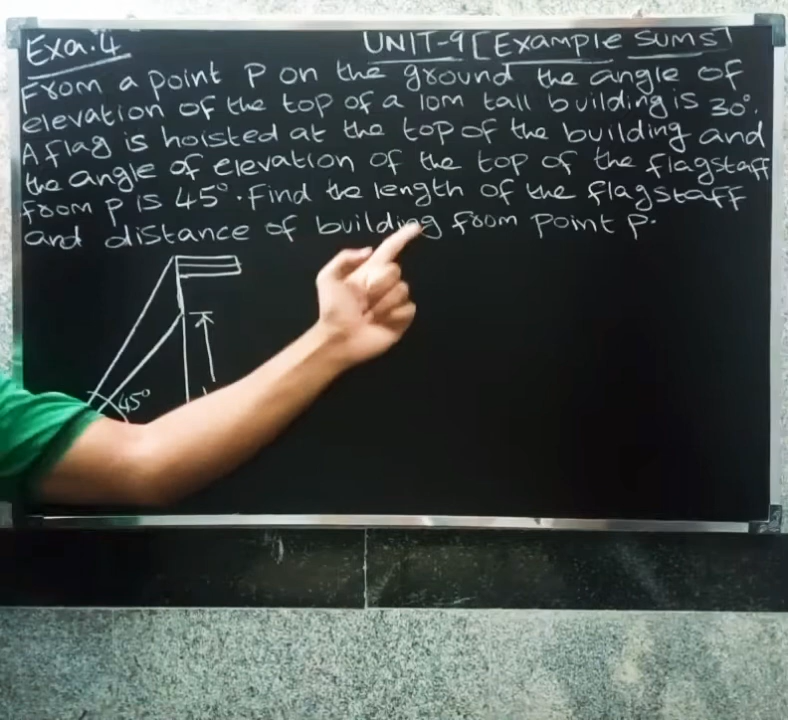 Exa.4 UNIT-9 [Example sums]
From a point P on the ground the angle of
elevation of the top of a 10m tall building is 30°.
A flag is hoisted at the top of the building and
the angle of elevation of the top of the flagstaff
from P is 45°. Find the length of the flagstaff
and distance of building from point P.
45°